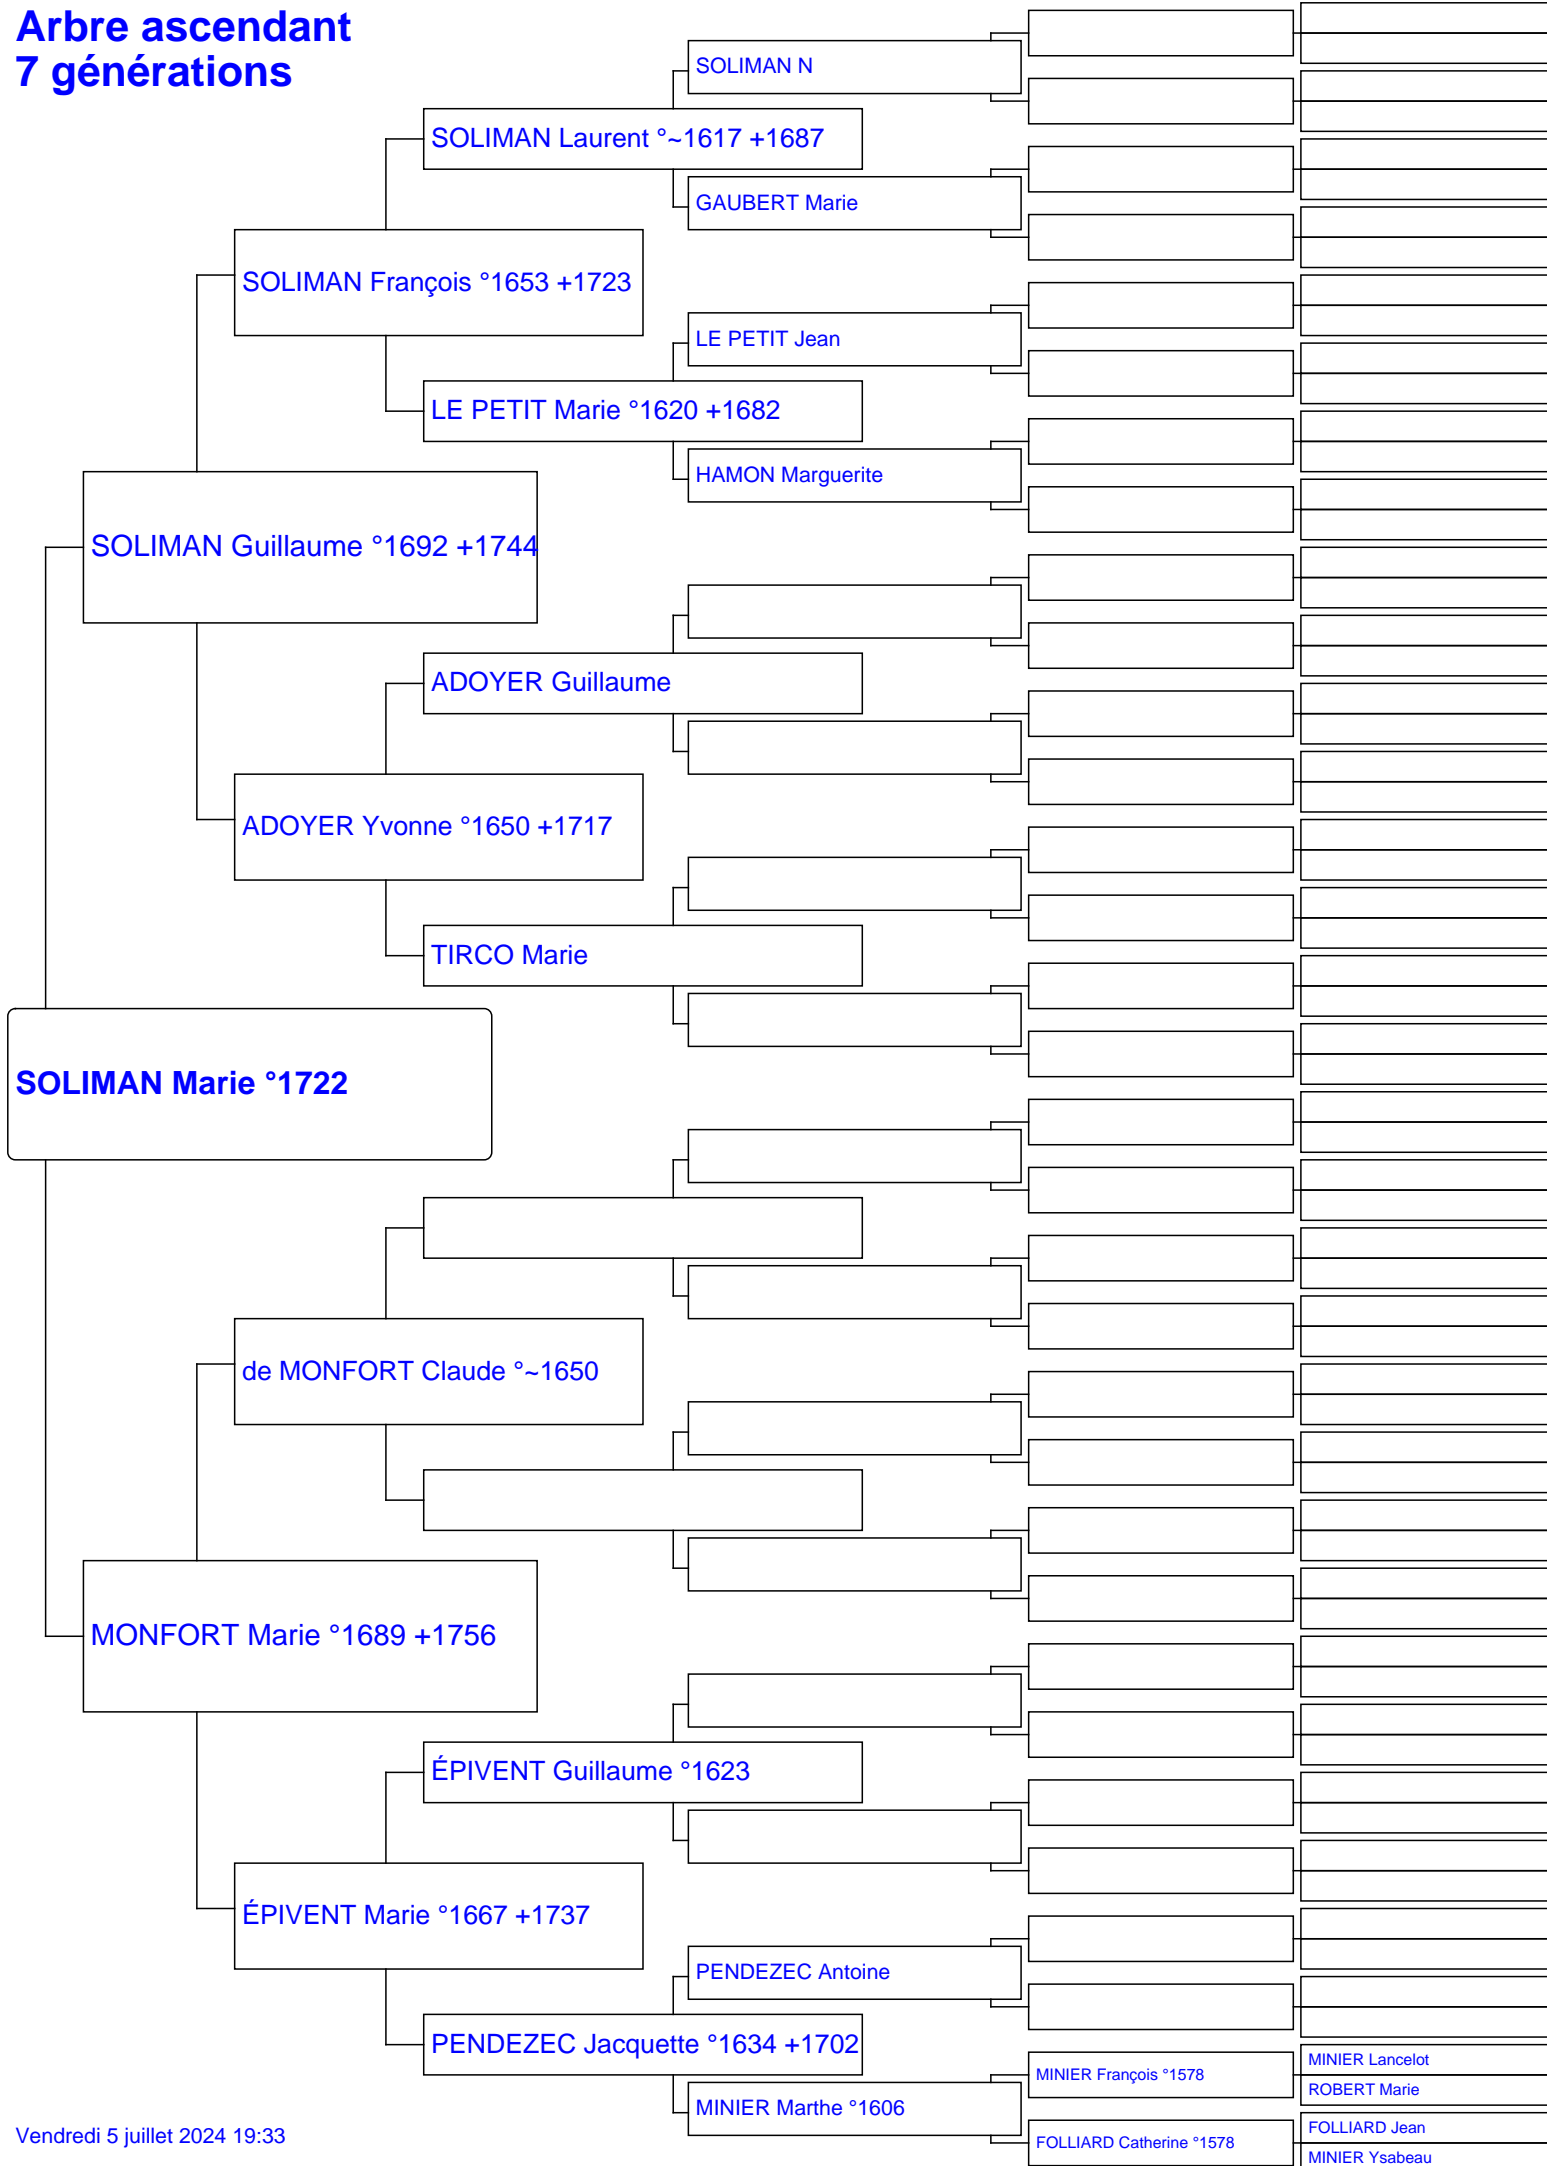 Arbre ascendant
7 générations
SOLIMAN N
SOLIMAN Laurent °~1617 +1687
GAUBERT Marie
SOLIMAN François °1653 +1723
LE PETIT Jean
LE PETIT Marie °1620 +1682
HAMON Marguerite
SOLIMAN Guillaume °1692 +1744
ADOYER Guillaume
ADOYER Yvonne °1650 +1717
TIRCO Marie
SOLIMAN Marie °1722
de MONFORT Claude °~1650
MONFORT Marie °1689 +1756
ÉPIVENT Guillaume °1623
ÉPIVENT Marie °1667 +1737
PENDEZEC Antoine
PENDEZEC Jacquette °1634 +1702
MINIER Lancelot
MINIER François °1578
ROBERT Marie
MINIER Marthe °1606
FOLLIARD Jean
FOLLIARD Catherine °1578
MINIER Ysabeau
Vendredi 5 juillet 2024 19:33